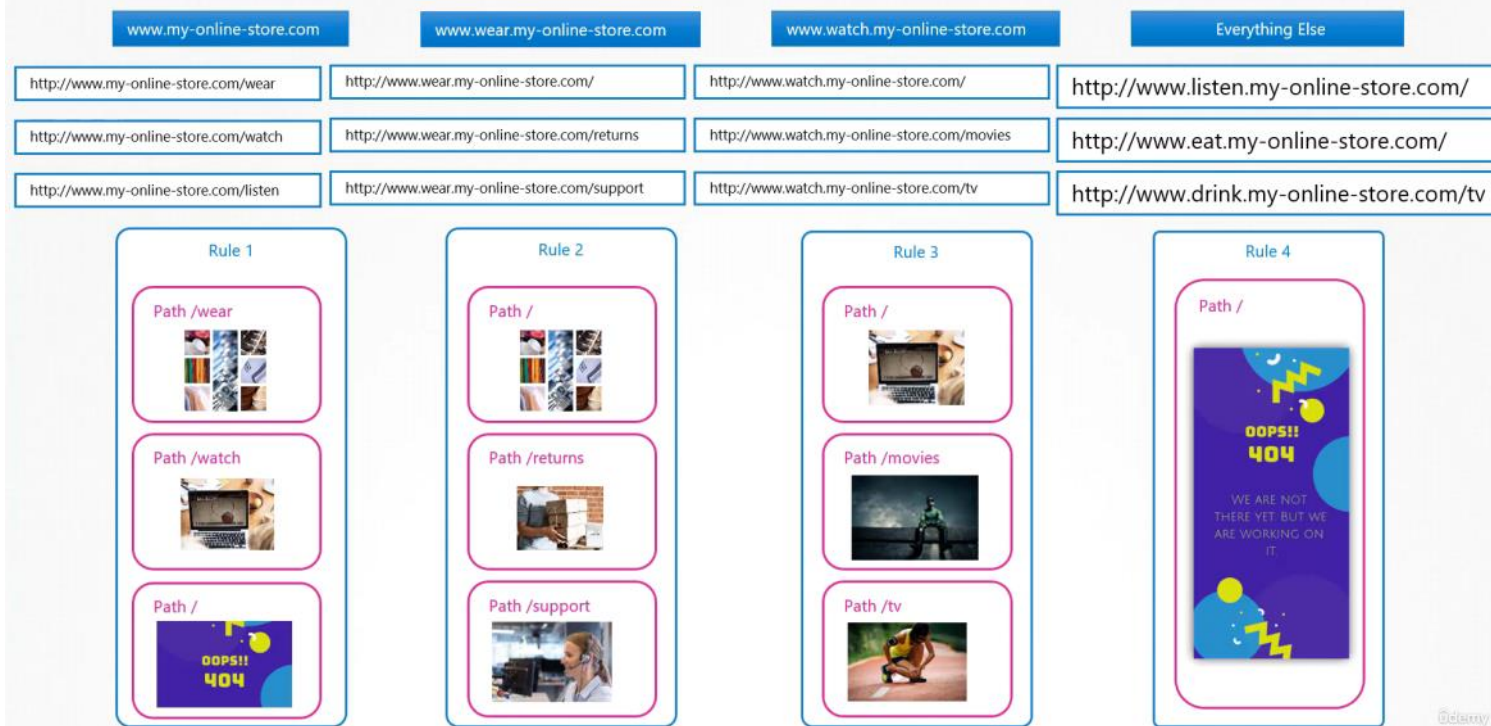 www.my-online-store.com
www.wear.my-online-store.com
www.watch.my-online-store.com
Everything Else
http://www.my-online-store.com/wear
http://www.wear.my-online-store.com/
http://www.watch.my-online-store.com/
http://www.listen.my-online-store.com/
http://www.my-online-store.com/watch
http://www.wear.my-online-store.com/returns
http://www.watch.my-online-store.com/movies
http://www.eat.my-online-store.com/
http://www.my-online-store.com/listen
http://www.wear.my-online-store.com/support
http://www.watch.my-online-store.com/tv
http://www.drink.my-online-store.com/tv
Rule 1
Path /wear
Path /watch
Path /
OOPS!!
404
Rule 2
Path /
Path /returns
Path /support
Rule 3
Path /
Path /movies
Path /tv
Rule 4
Path /
OOPS!!
404
WE ARE NOT
THERE YET. BUT WE
ARE WORKING ON
IT.
ûdemy